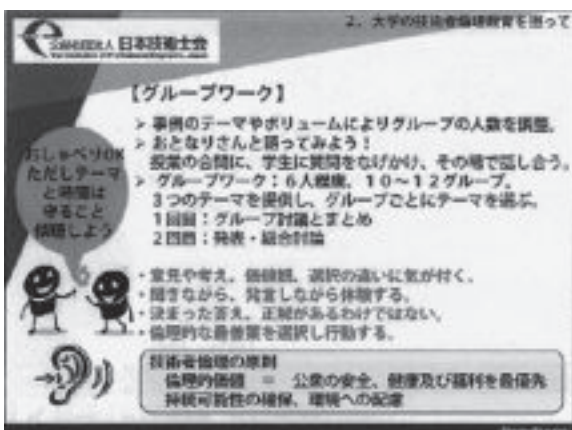 2．大学の技術者倫理教育を担って
公益社団法人 日本技術士会
【グループワーク】
➢ 事例のテーマやボリュームによりグループの人数を調整。
➢ おとなりさんと語ってみよう！
授業の合間に、学生に質問をなげかけ、その場で話し合う。
➢ グループワーク：6人程度、10～12グループ。
3つのテーマを提供し、グループごとにテーマを選ぶ。
1回目：グループ討議とまとめ
2回目：発表・総合討論
おしゃべりOK
ただしテーマ
と時間は
守ること
傾聴しよう
・意見や考え、価値観、選択の違いに気が付く。
・聞きながら、発言しながら体験する。
・決まった答え、正解があるわけではない。
・倫理的な最善策を選択し行動する。
技術者倫理の原則
倫理的価値 ＝ 公衆の安全、健康及び福利を最優先
持続可能性の確保、環境への配慮